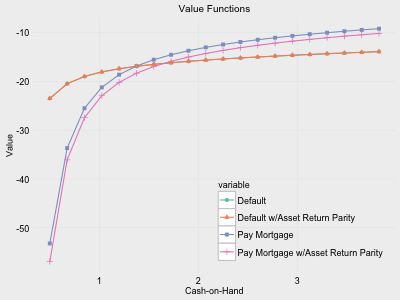 Value Functions
-10
-20
-30
-40
-50
Value
variable
Default
Default w/Asset Return Parity
Pay Mortgage
Pay Mortgage w/Asset Return Parity
1 2 3
Cash-on-Hand